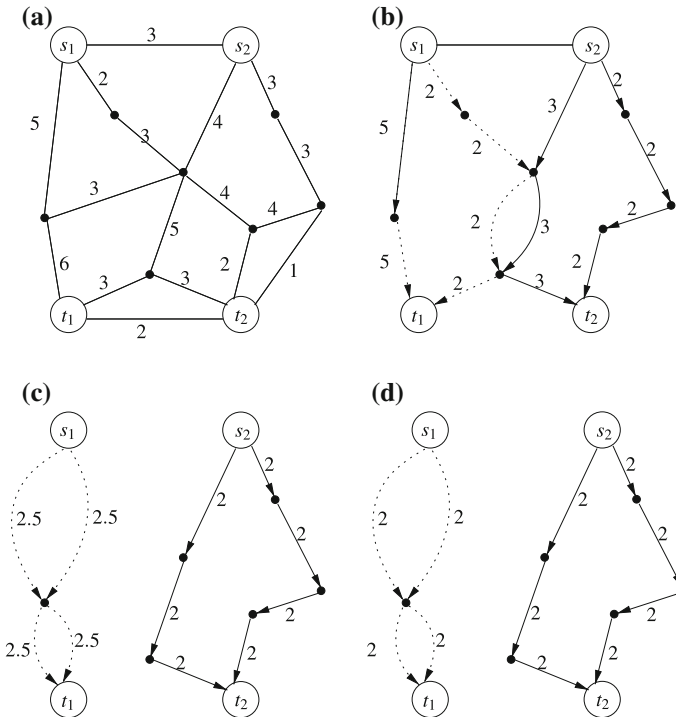 (a)
s1 3 s2
2 3
5 3 4
3 3
4 4
5
6 3 3 2 1
t1 2 t2
(b)
s1 s2
2 2
5 2 3
2 2
2 3 2
5 2 3 2
t1 t2
(c)
s1 s2
2
2.5 2.5 2 2
2 2
2.5 2.5 2 2
t1 t2
(d)
s1 s2
2
2 2 2 2
2 2
2 2 2 2
t1 t2